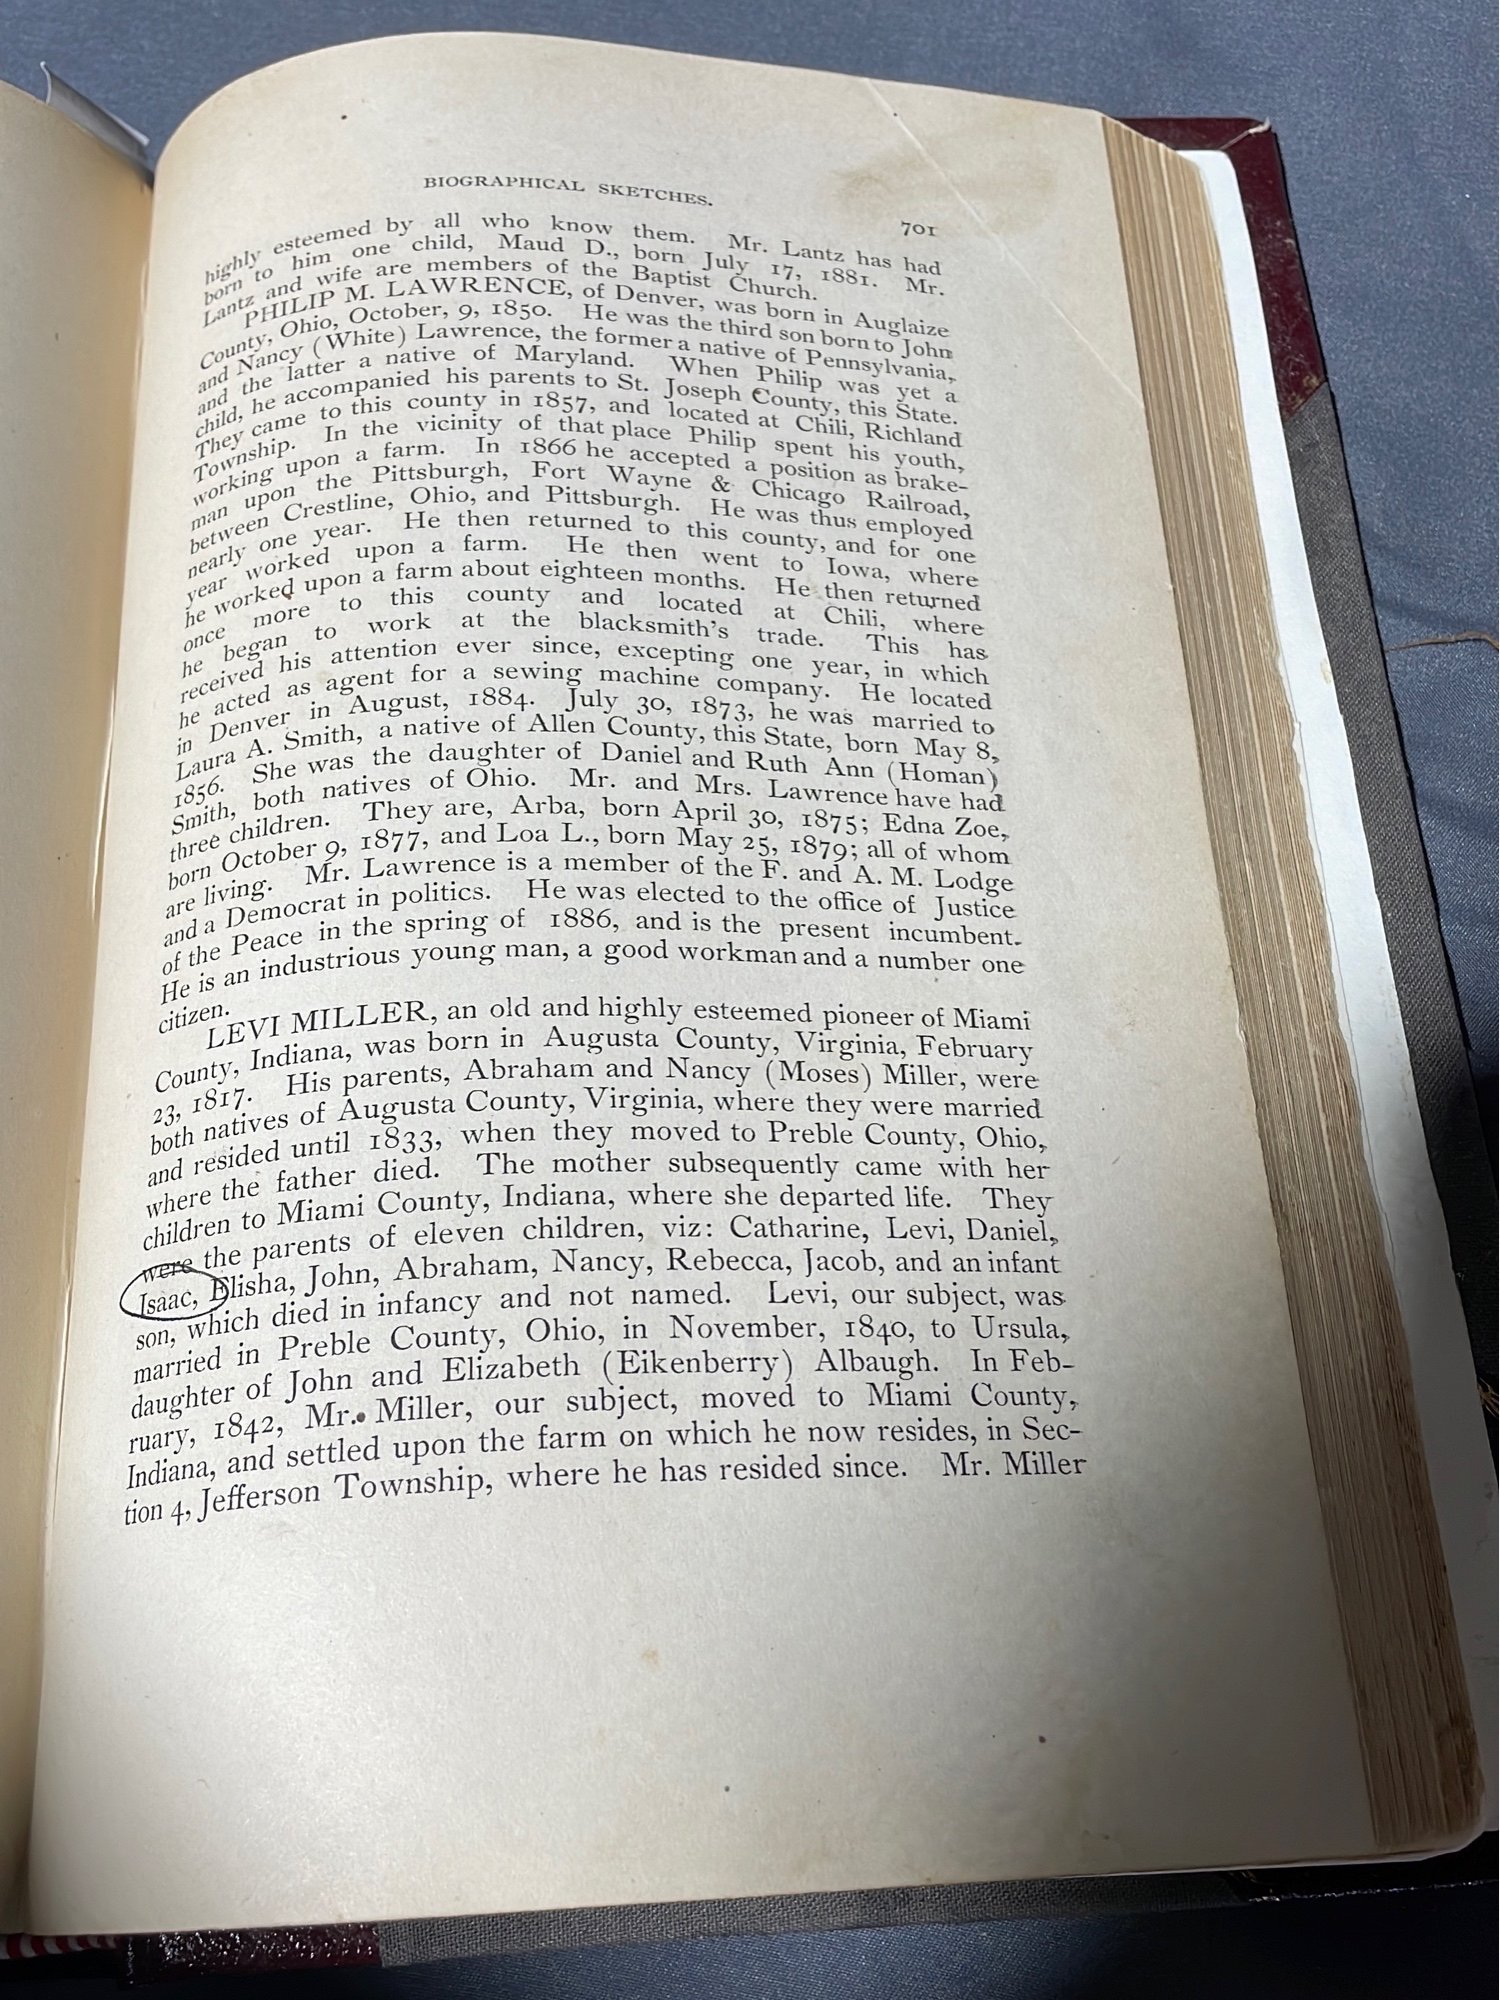 BIOGRAPHICAL SKETCHES.
701
highly esteemed by all who know them. Mr. Lantz has had
born to him one child, Maud D., born July 17, 1881. Mr.
Lantz and wife are members of the Baptist Church.
PHILIP M. LAWRENCE, of Denver, was born in Auglaize
County, Ohio, October, 9, 1850. He was the third son born to John
and Nancy (White) Lawrence, the former a native of Pennsylvania,
and the latter a native of Maryland. When Philip was yet a
child, he accompanied his parents to St. Joseph County, this State.
They came to this county in 1857, and located at Chili, Richland
Township. In the vicinity of that place Philip spent his youth,
working upon a farm. In 1866 he accepted a position as brake-
man upon the Pittsburgh, Fort Wayne & Chicago Railroad,
between Crestline, Ohio, and Pittsburgh. He was thus employed
nearly one year. He then returned to this county, and for one
year worked upon a farm. He then went to Iowa, where
he worked upon a farm about eighteen months. He then returned
once more to this county and located at Chili, where
he began to work at the blacksmith's trade. This has
received his attention ever since, excepting one year, in which
he acted as agent for a sewing machine company. He located
in Denver in August, 1884. July 30, 1873, he was married to
Laura A. Smith, a native of Allen County, this State, born May 8,
1856. She was the daughter of Daniel and Ruth Ann (Homan)
Smith, both natives of Ohio. Mr. and Mrs. Lawrence have had
three children. They are, Arba, born April 30, 1875; Edna Zoe,
born October 9, 1877, and Loa L., born May 25, 1879; all of whom
are living. Mr. Lawrence is a member of the F. and A. M. Lodge
and a Democrat in politics. He was elected to the office of Justice
of the Peace in the spring of 1886, and is the present incumbent.
He is an industrious young man, a good workman and a number one
citizen.
LEVI MILLER, an old and highly esteemed pioneer of Miami
County, Indiana, was born in Augusta County, Virginia, February
23, 1817. His parents, Abraham and Nancy (Moses) Miller, were
both natives of Augusta County, Virginia, where they were married
and resided until 1833, when they moved to Preble County, Ohio,
where the father died. The mother subsequently came with her
children to Miami County, Indiana, where she departed life. They
were the parents of eleven children, viz: Catharine, Levi, Daniel,
Isaac, Elisha, John, Abraham, Nancy, Rebecca, Jacob, and an infant
son, which died in infancy and not named. Levi, our subject, was
married in Preble County, Ohio, in November, 1840, to Ursula,
daughter of John and Elizabeth (Eikenberry) Albaugh. In Feb-
ruary, 1842, Mr. Miller, our subject, moved to Miami County,
Indiana, and settled upon the farm on which he now resides, in Sec-
tion 4, Jefferson Township, where he has resided since. Mr. Miller